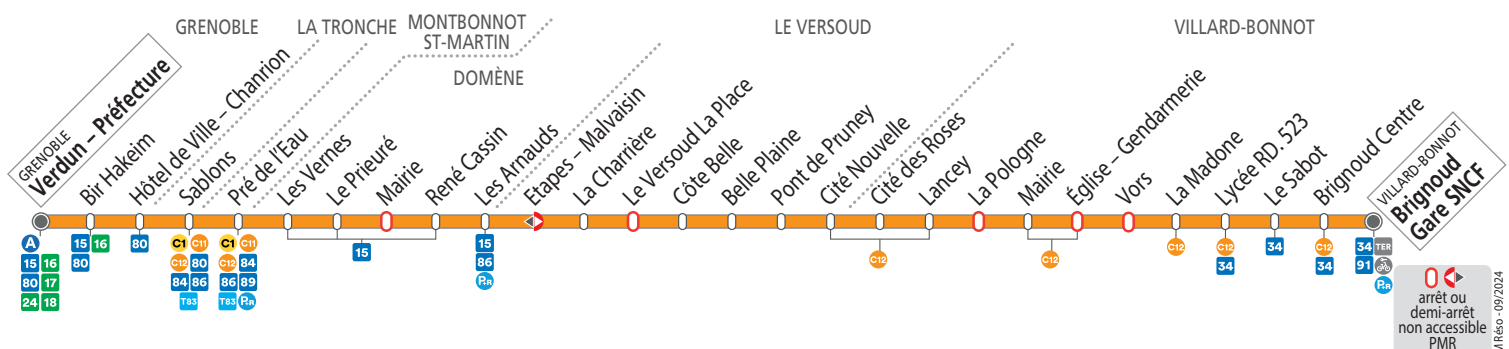 GRENOBLE
LA TRONCHE
MONTBONNOT
ST-MARTIN
DOMÈNE
LE VERSOUD
VILLARD-BONNOT
GRENOBLE
Verdun – Préfecture
Bir Hakeim
Hôtel de Ville – Chanrion
Sablons
Pré de l'Eau
Les Vernes
Le Prieuré
Mairie
René Cassin
Les Arnauds
Etapes – Malvaisin
La Charrière
Le Versoud La Place
Côte Belle
Belle Plaine
Pont de Pruney
Cité Nouvelle
Cité des Roses
Lancey
La Pologne
Mairie
Église – Gendarmerie
Vors
La Madone
Lycée RD. 523
Le Sabot
Brignoud Centre
VILLARD-BONNOT
Brignoud
Gare SNCF
A
15 16
80 17
24 18
15 16
80
80
C1 C11
C12 80
84 86
T83
C1 C11
C12 84
86 89
T83 P+R
15
15
86
P+R
C12
C12
C12
C12
34
34
C12
34
34 TER
91
P+R
arrêt ou
demi-arrêt
non accessible
PMR
M Réso - 09/2024